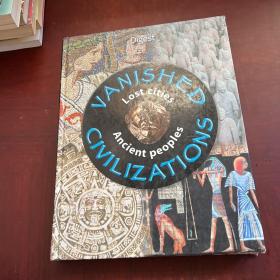 Digest
VANISHED
Lost cities
Ancient peoples
CIVILIZATIONS